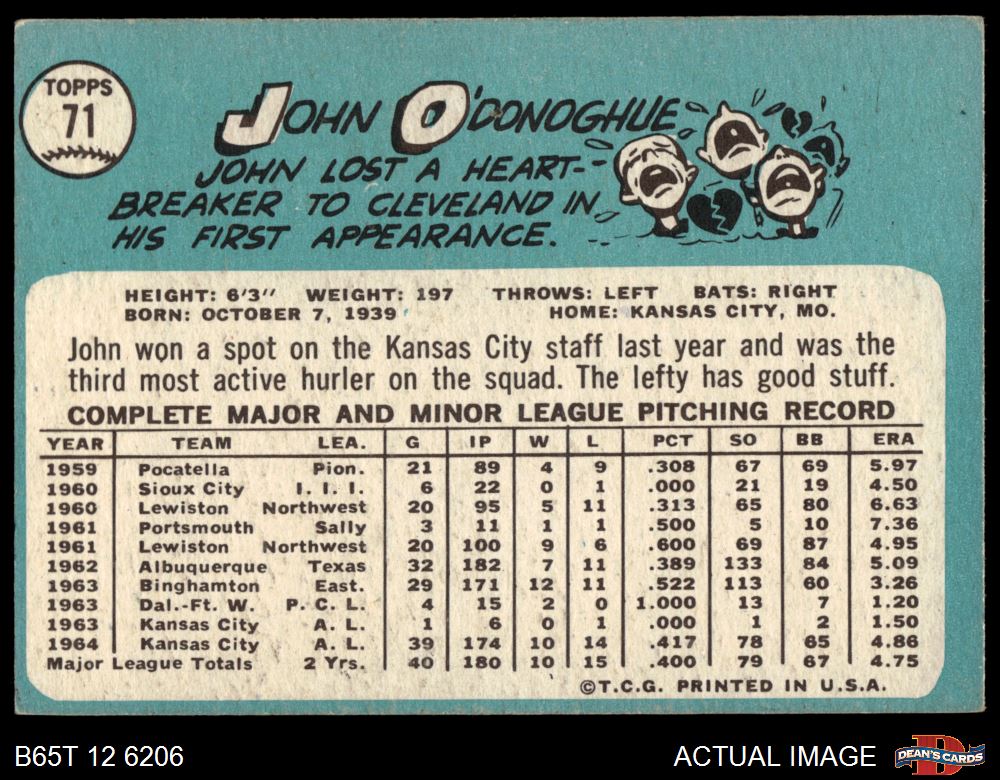 TOPPS
71
JOHN O'DONOGHUE
JOHN LOST A HEART-
BREAKER TO CLEVELAND IN
HIS FIRST APPEARANCE.
HEIGHT: 6'3" WEIGHT: 197 THROWS: LEFT BATS: RIGHT
BORN: OCTOBER 7, 1939 HOME: KANSAS CITY, MO.
John won a spot on the Kansas City staff last year and was the
third most active hurler on the squad. The lefty has good stuff.
COMPLETE MAJOR AND MINOR LEAGUE PITCHING RECORD
YEAR TEAM LEA. G IP W L PCT SO BB ERA
1959 Pocatella Pion. 21 89 4 9 .308 67 69 5.97
1960 Sioux City I. I. I. 6 22 0 1 .000 21 19 4.50
1960 Lewiston Northwest 20 95 5 11 .313 65 80 6.63
1961 Portsmouth Sally 3 11 1 1 .500 5 10 7.36
1961 Lewiston Northwest 20 100 9 6 .600 69 87 4.95
1962 Albuquerque Texas 32 182 7 11 .389 133 84 5.09
1963 Binghamton East. 29 171 12 11 .522 113 60 3.26
1963 Dal.-Ft. W. P. C. L. 4 15 2 0 1.000 13 7 1.20
1963 Kansas City A. L. 1 6 0 1 .000 1 2 1.50
1964 Kansas City A. L. 39 174 10 14 .417 78 65 4.86
Major League Totals 2 Yrs. 40 180 10 15 .400 79 67 4.75
©T.C.G. PRINTED IN U.S.A.
B65T 12 6206
ACTUAL IMAGE
DEAN'S CARDS